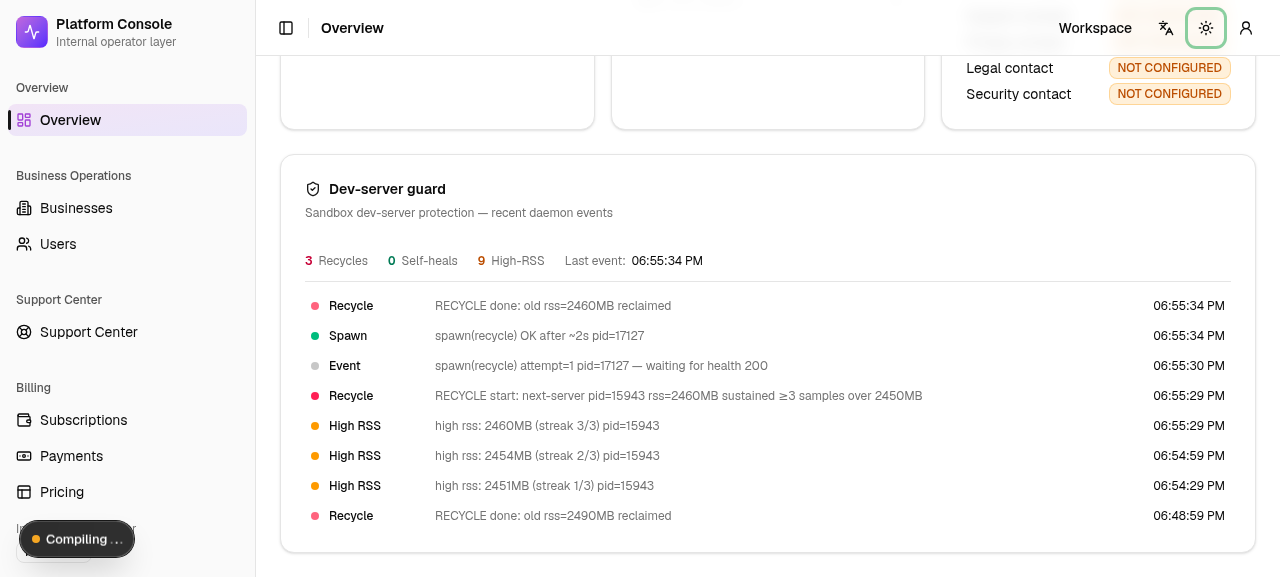 Platform Console
Internal operator layer
Overview
Overview
Business Operations
Businesses
Users
Support Center
Support Center
Billing
Subscriptions
Payments
Pricing
Compiling ...
Overview
Workspace
Legal contact NOT CONFIGURED
Security contact NOT CONFIGURED
Dev-server guard
Sandbox dev-server protection — recent daemon events
3 Recycles 0 Self-heals 9 High-RSS Last event: 06:55:34 PM
Recycle RECYCLE done: old rss=2460MB reclaimed 06:55:34 PM
Spawn spawn(recycle) OK after ~2s pid=17127 06:55:34 PM
Event spawn(recycle) attempt=1 pid=17127 — waiting for health 200 06:55:30 PM
Recycle RECYCLE start: next-server pid=15943 rss=2460MB sustained ≥3 samples over 2450MB 06:55:29 PM
High RSS high rss: 2460MB (streak 3/3) pid=15943 06:55:29 PM
High RSS high rss: 2454MB (streak 2/3) pid=15943 06:54:59 PM
High RSS high rss: 2451MB (streak 1/3) pid=15943 06:54:29 PM
Recycle RECYCLE done: old rss=2490MB reclaimed 06:48:59 PM